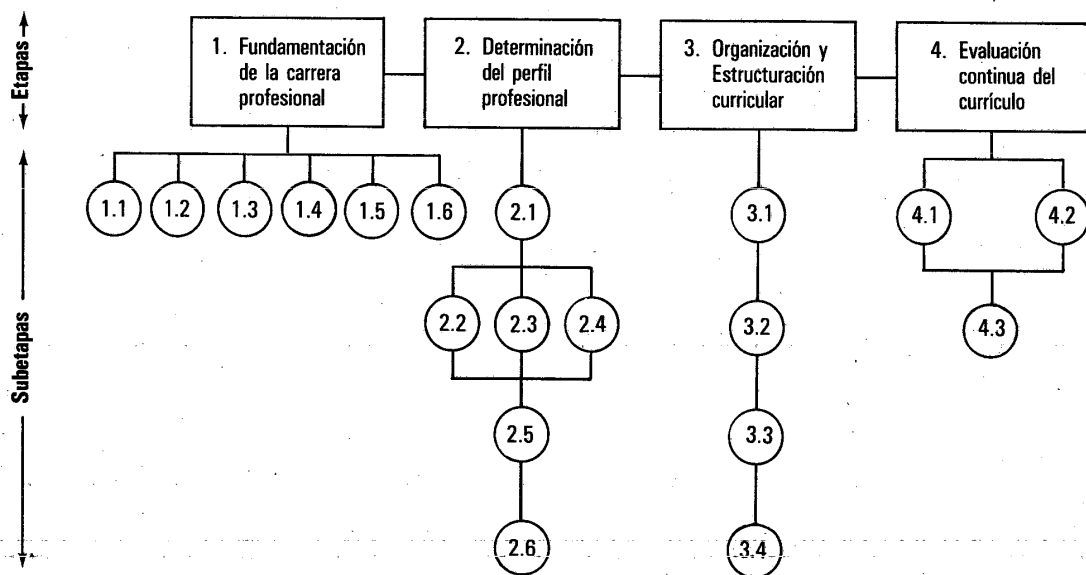 Etapas
1. Fundamentación
de la carrera
profesional
2. Determinación
del perfil
profesional
3. Organización y
Estructuración
curricular
4. Evaluación
continua del
currículo
Subetapas
1.1 1.2 1.3 1.4 1.5 1.6 2.1 3.1 4.1 4.2
2.2 2.3 2.4 3.2 4.3
2.5 3.3
2.6 3.4